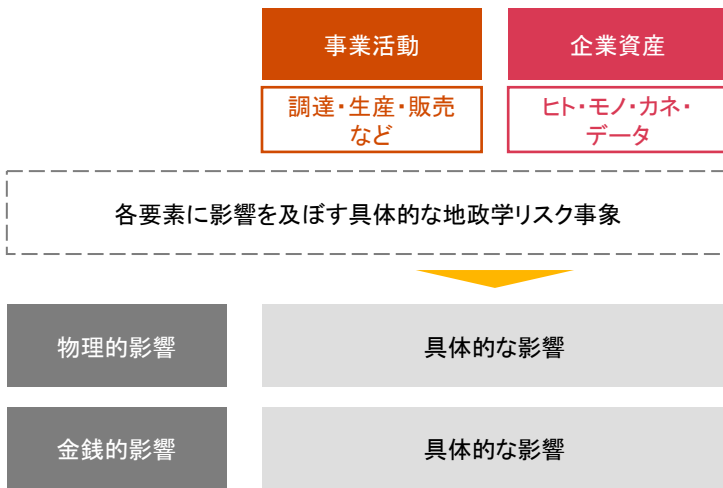 事業活動
企業資産
調達・生産・販売
など
ヒト・モノ・カネ・
データ
各要素に影響を及ぼす具体的な地政学リスク事象
物理的影響
具体的な影響
金銭的影響
具体的な影響